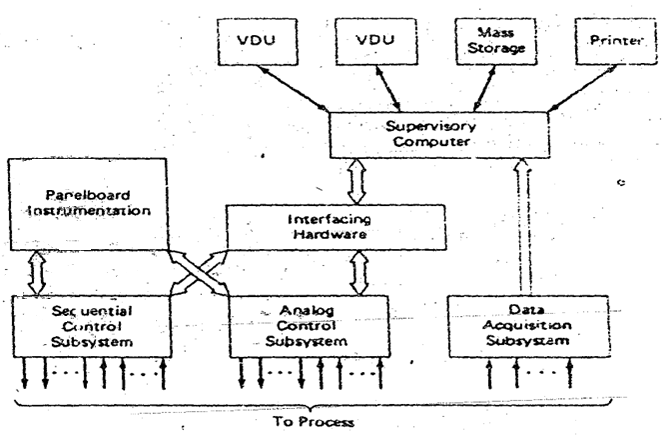 VDU
VDU
Mass
Storage
Printer
Supervisory
Computer
Panelboard
Instrumentation
Interfacing
Hardware
Sequential
Control
Subsystem
Analog
Control
Subsystem
Data
Acquisition
Subsystem
To Process